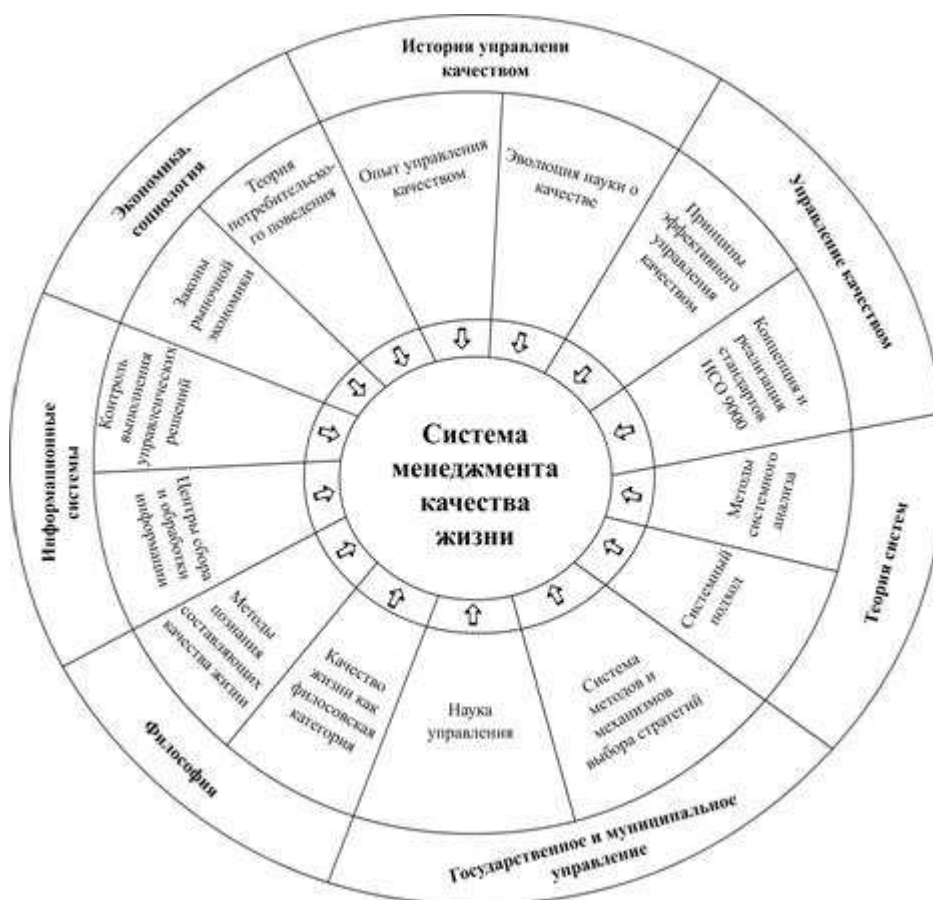 История управлени
качеством
Опыт управления
качеством
Эволюция науки о
качестве
Управление качеством
Принципы
эффективного
управления
качеством
Концепция и
реализация
стандартов
ИСО 9000
Теория систем
Методы
системного
анализа
Системный
подход
Государственное и муниципальное
управление
Система
методов и
механизмов
выбора стратегий
Наука
управления
Философия
Качество
жизни как
филосовская
категория
Методы
познания
составляющих
качества жизни
Информационные
системы
Центры сбора
и обработки
информации
Контроль
выполнения
управленческих
решений
Экономика,
социология
Законы
рыночной
экономики
Теория
потребительско-
го поведения
Система
менеджмента
качества
жизни